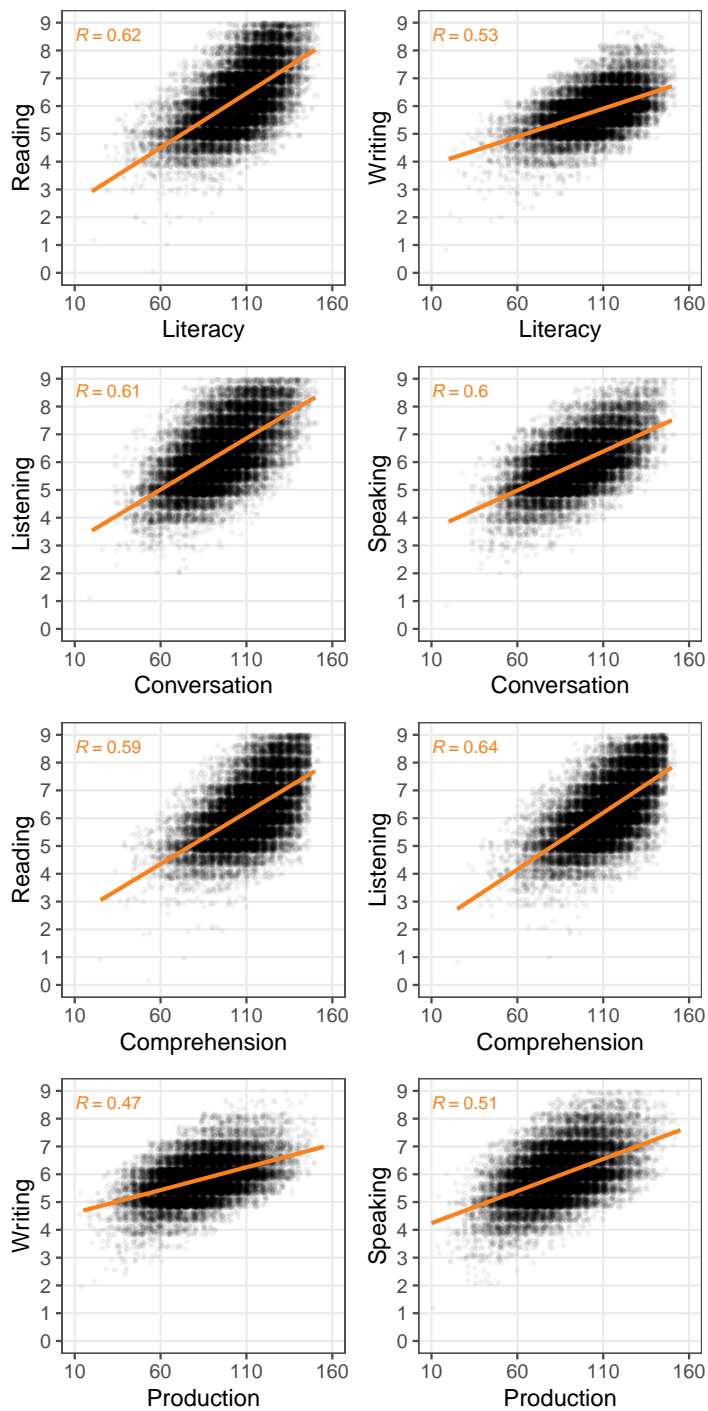 R = 0.62
9
8
7
6
5
4
3
2
1
0
Reading
10 60 110 160
Literacy
R = 0.53
9
8
7
6
5
4
3
2
1
0
Writing
10 60 110 160
Literacy
R = 0.61
9
8
7
6
5
4
3
2
1
0
Listening
10 60 110 160
Conversation
R = 0.6
9
8
7
6
5
4
3
2
1
0
Speaking
10 60 110 160
Conversation
R = 0.59
9
8
7
6
5
4
3
2
1
0
Reading
10 60 110 160
Comprehension
R = 0.64
9
8
7
6
5
4
3
2
1
0
Listening
10 60 110 160
Comprehension
R = 0.47
9
8
7
6
5
4
3
2
1
0
Writing
10 60 110 160
Production
R = 0.51
9
8
7
6
5
4
3
2
1
0
Speaking
10 60 110 160
Production